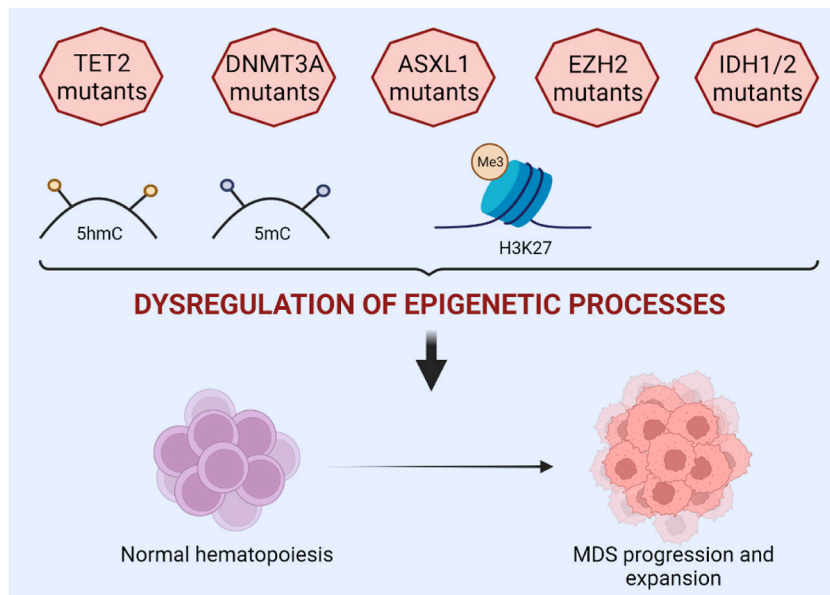 TET2
mutants
DNMT3A
mutants
ASXL1
mutants
EZH2
mutants
IDH1/2
mutants
5hmC
5mC
Me3
H3K27
DYSREGULATION OF EPIGENETIC PROCESSES
Normal hematopoiesis
MDS progression and
expansion